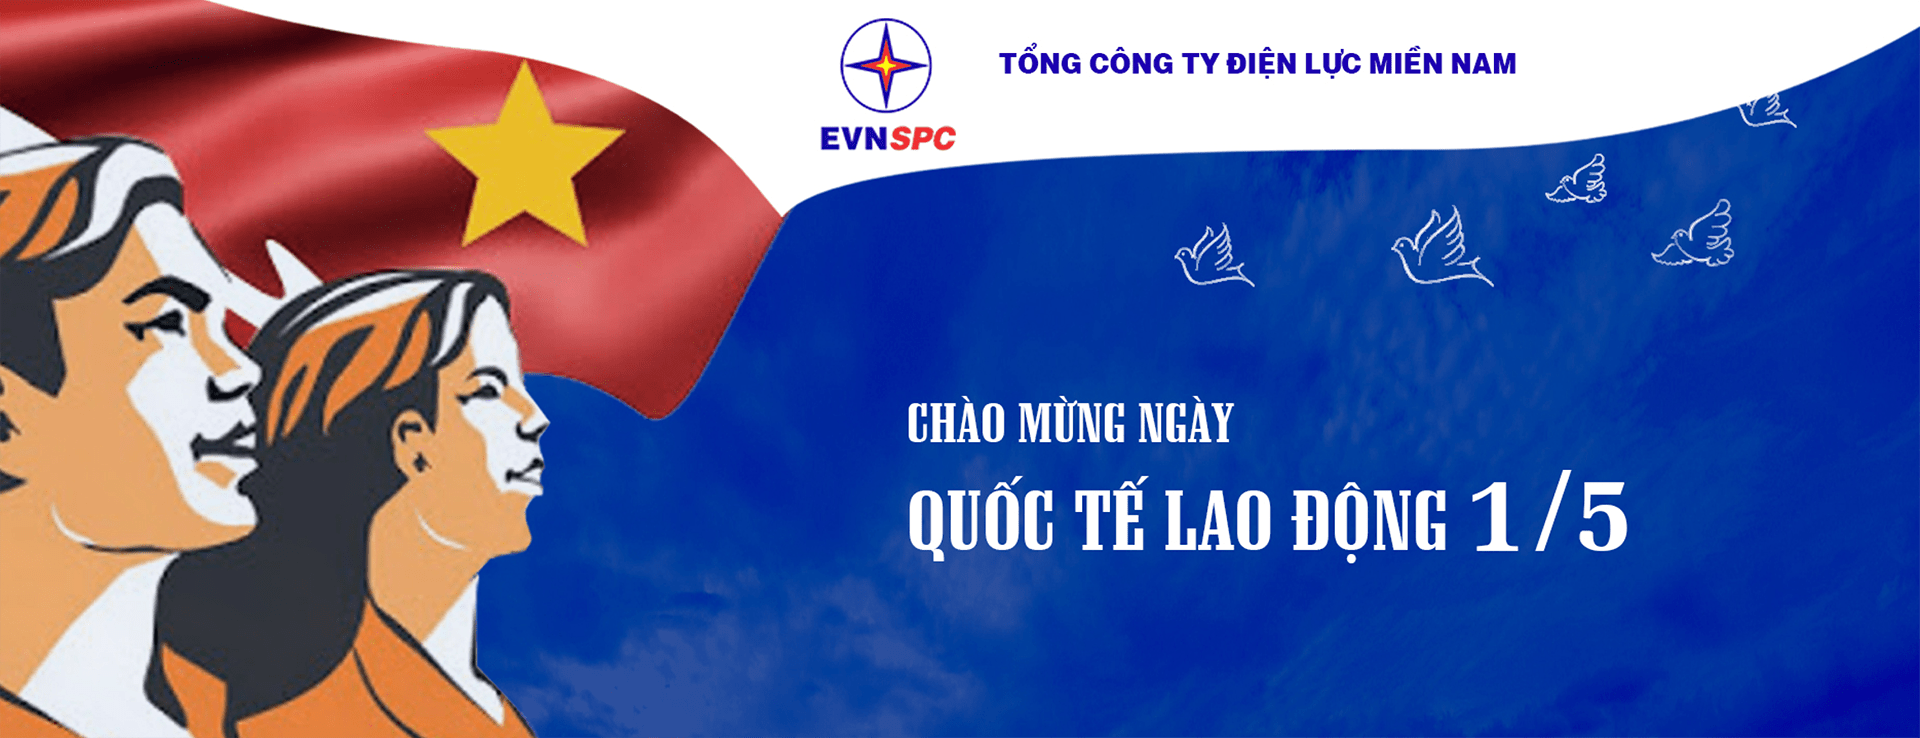 TỔNG CÔNG TY ĐIỆN LỰC MIỀN NAM
EVNSPC
CHÀO MỪNG NGÀY
QUỐC TẾ LAO ĐỘNG 1/5